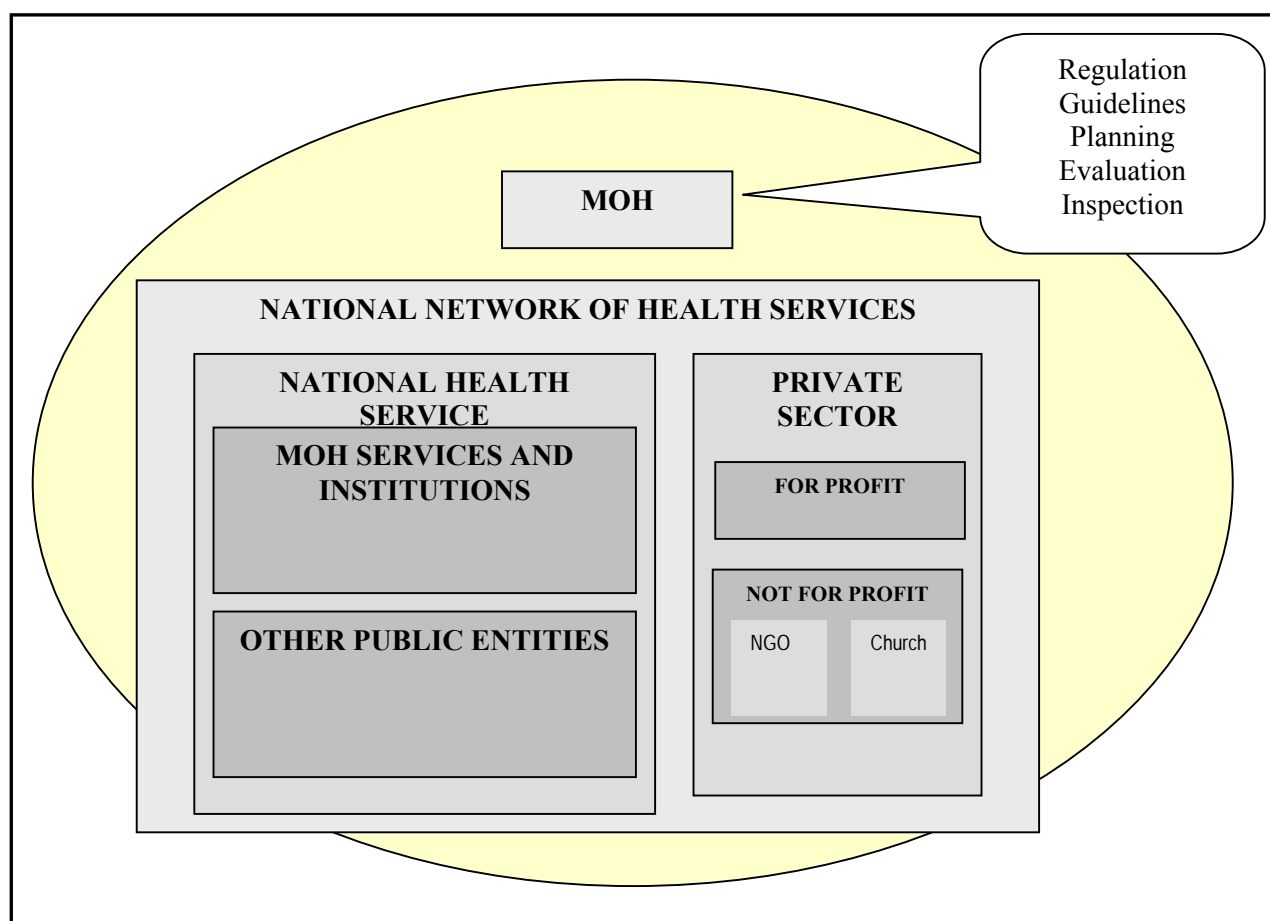 Regulation
Guidelines
Planning
Evaluation
Inspection
MOH
NATIONAL NETWORK OF HEALTH SERVICES
NATIONAL HEALTH
SERVICE
MOH SERVICES AND
INSTITUTIONS
OTHER PUBLIC ENTITIES
PRIVATE
SECTOR
FOR PROFIT
NOT FOR PROFIT
NGO
Church